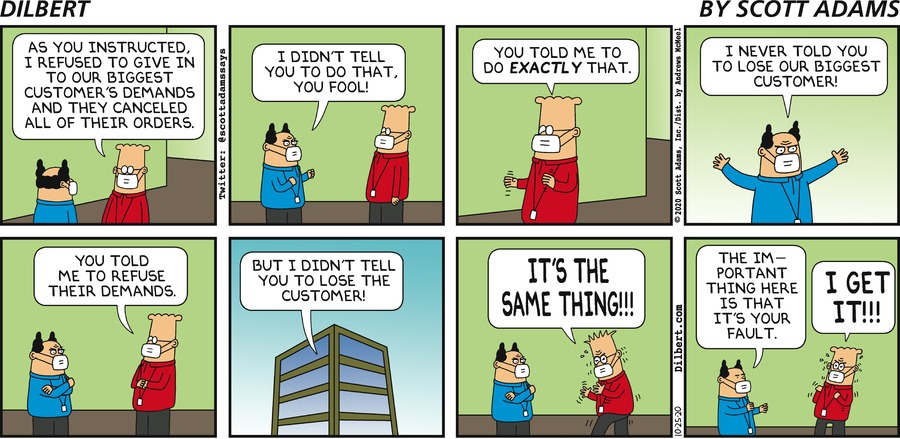 DILBERT
BY SCOTT ADAMS
AS YOU INSTRUCTED,
I REFUSED TO GIVE IN
TO OUR BIGGEST
CUSTOMER'S DEMANDS
AND THEY CANCELED
ALL OF THEIR ORDERS.
Twitter: @scottadamssays
I DIDN'T TELL
YOU TO DO THAT,
YOU FOOL!
YOU TOLD ME TO
DO EXACTLY THAT.
©2020 Scott Adams, Inc./Dist. by Andrews McMeel
I NEVER TOLD YOU
TO LOSE OUR BIGGEST
CUSTOMER!
YOU TOLD
ME TO REFUSE
THEIR DEMANDS.
BUT I DIDN'T TELL
YOU TO LOSE THE
CUSTOMER!
IT'S THE
SAME THING!!!
Dilbert.com
10-25-20
THE IM-
PORTANT
THING HERE
IS THAT
IT'S YOUR
FAULT.
I GET
IT!!!